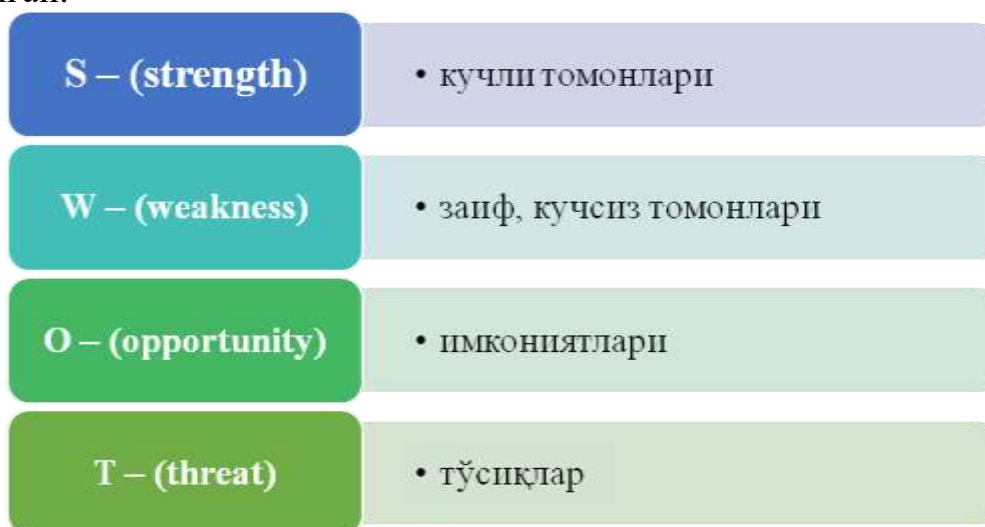 S – (strength)
• кучли томонлари
W – (weakness)
• заиф, кучсиз томонлари
O – (opportunity)
• имкониятлари
T – (threat)
• тўсиқлар